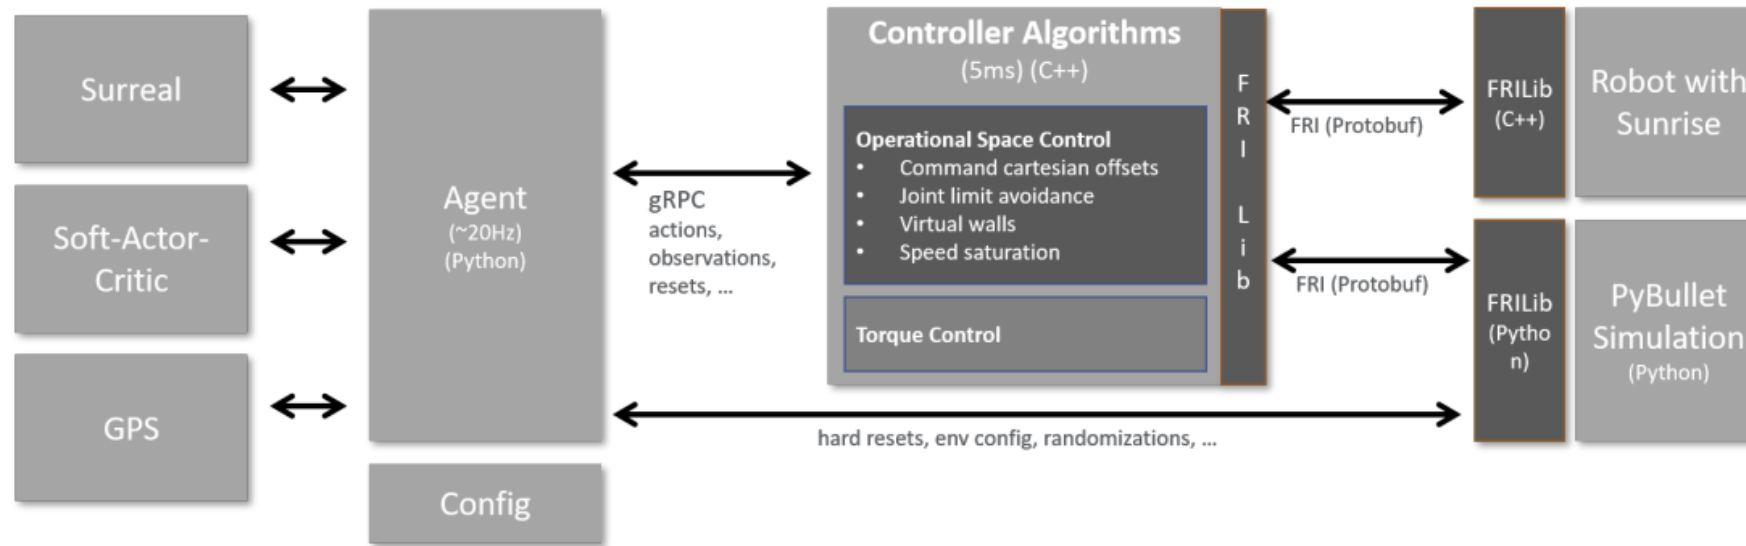 Surreal
Soft-Actor-
Critic
GPS
Agent
(~20Hz)
(Python)
Config
gRPC
actions,
observations,
resets, ...
Controller Algorithms
(5ms) (C++)
Operational Space Control
• Command cartesian offsets
• Joint limit avoidance
• Virtual walls
• Speed saturation
Torque Control
F
R
I
L
i
b
FRI (Protobuf)
FRI (Protobuf)
hard resets, env config, randomizations, ...
FRILib
(C++)
Robot with
Sunrise
FRILib
(Pytho
n)
PyBullet
Simulation
(Python)